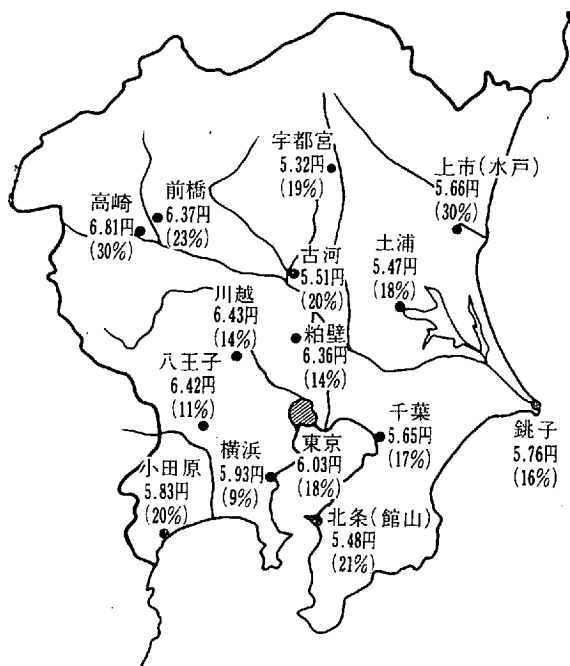 宇都宮
5.32円
(19%)
上市(水戸)
5.66円
(30%)
前橋
6.37円
(23%)
高崎
6.81円
(30%)
古河
5.51円
(20%)
土浦
5.47円
(18%)
川越
6.43円
(14%)
粕壁
6.36円
(14%)
八王子
6.42円
(11%)
千葉
5.65円
(17%)
銚子
5.76円
(16%)
東京
6.03円
(18%)
横浜
5.93円
(9%)
小田原
5.83円
(20%)
北条(館山)
5.48円
(21%)